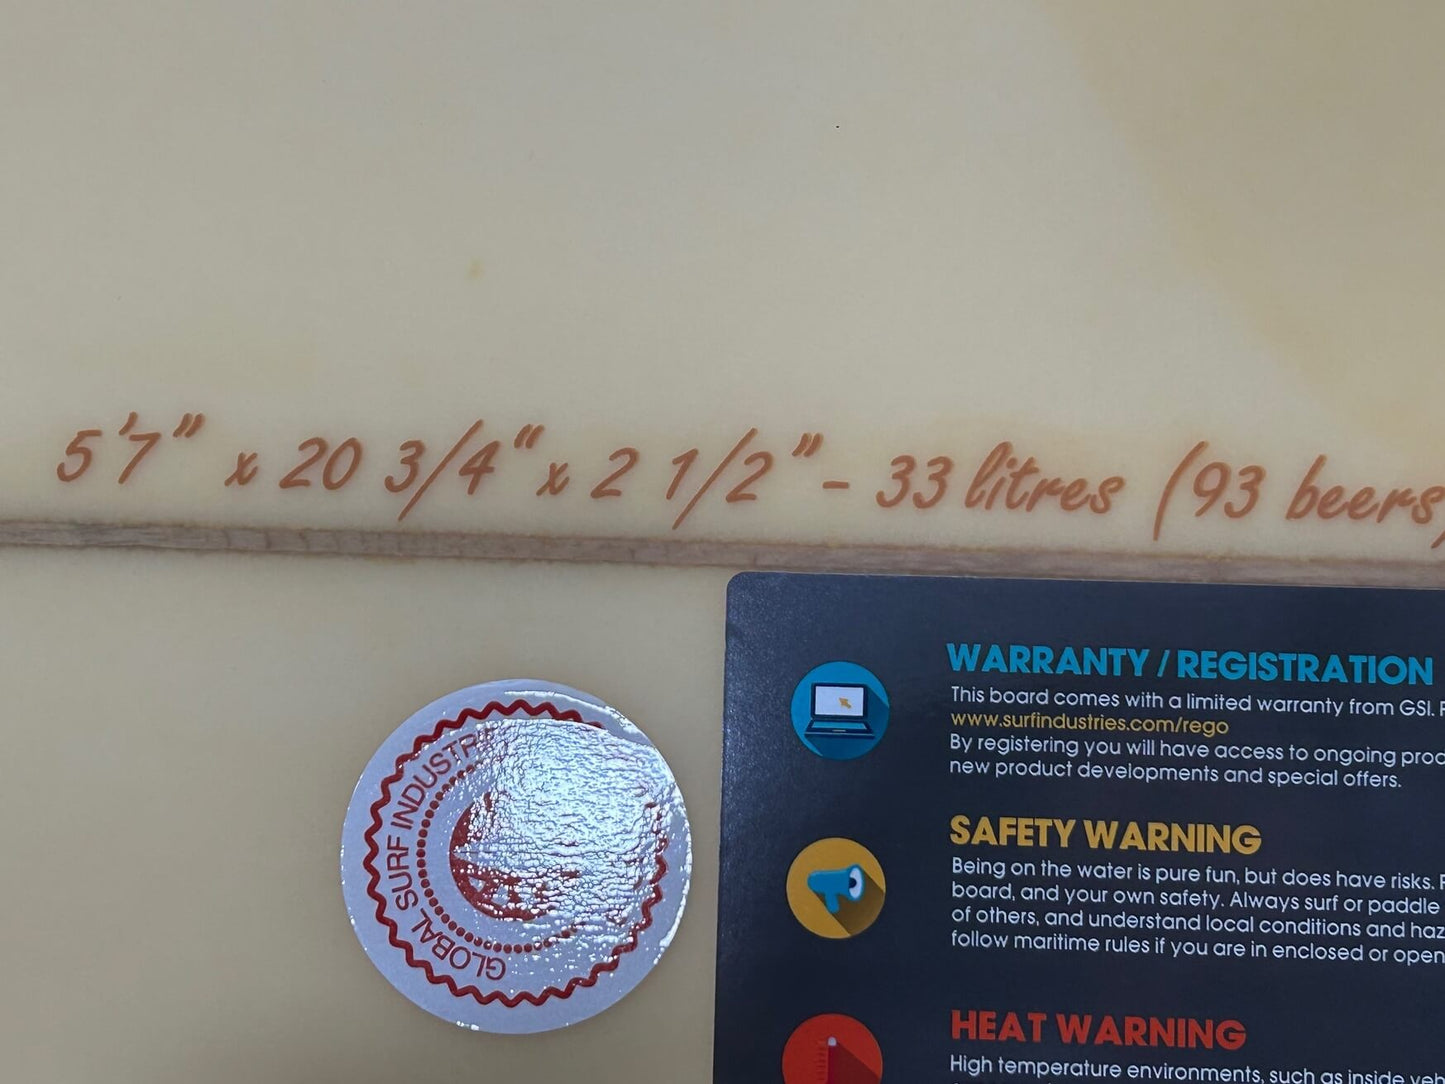 5'7" x 20 3/4" x 2 1/2" - 33 litres (93 beers)
GLOBAL SURF
WARRANTY / REGISTRATION
This board comes with a limited warranty from GSI.
www.surfindustries.com/rego
By registering you will have access to ongoing
new product developments and special offers.
SAFETY WARNING
Being on the water is pure fun, but does have risks.
board, and your own safety. Always surf or paddle
of others, and understand local conditions and
follow maritime rules if you are in enclosed or open
HEAT WARNING
High temperature environments, such as inside